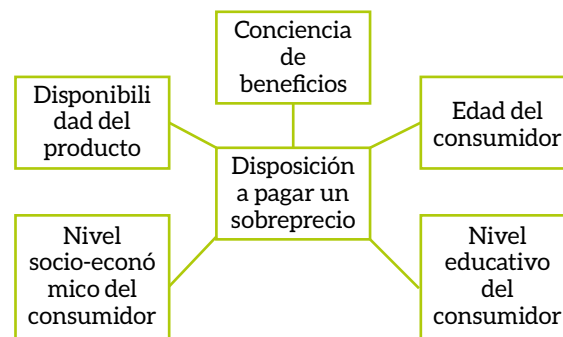 Conciencia
de
beneficios
Disponibili
dad del
producto
Edad del
consumidor
Disposición
a pagar un
sobreprecio
Nivel
socio-econó
mico del
consumidor
Nivel
educativo
del
consumidor